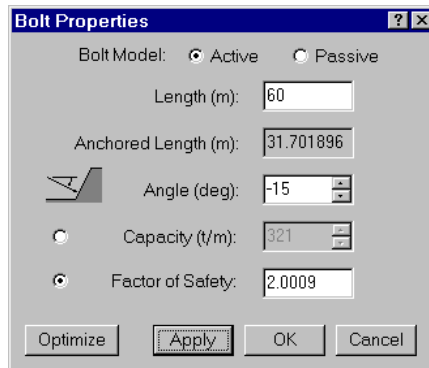 Bolt Properties
Bolt Model: Active Passive
Length (m): 60
Anchored Length (m): 31.701896
Angle (deg): -15
Capacity (t/m): 321
Factor of Safety: 2.0009
Optimize Apply OK Cancel